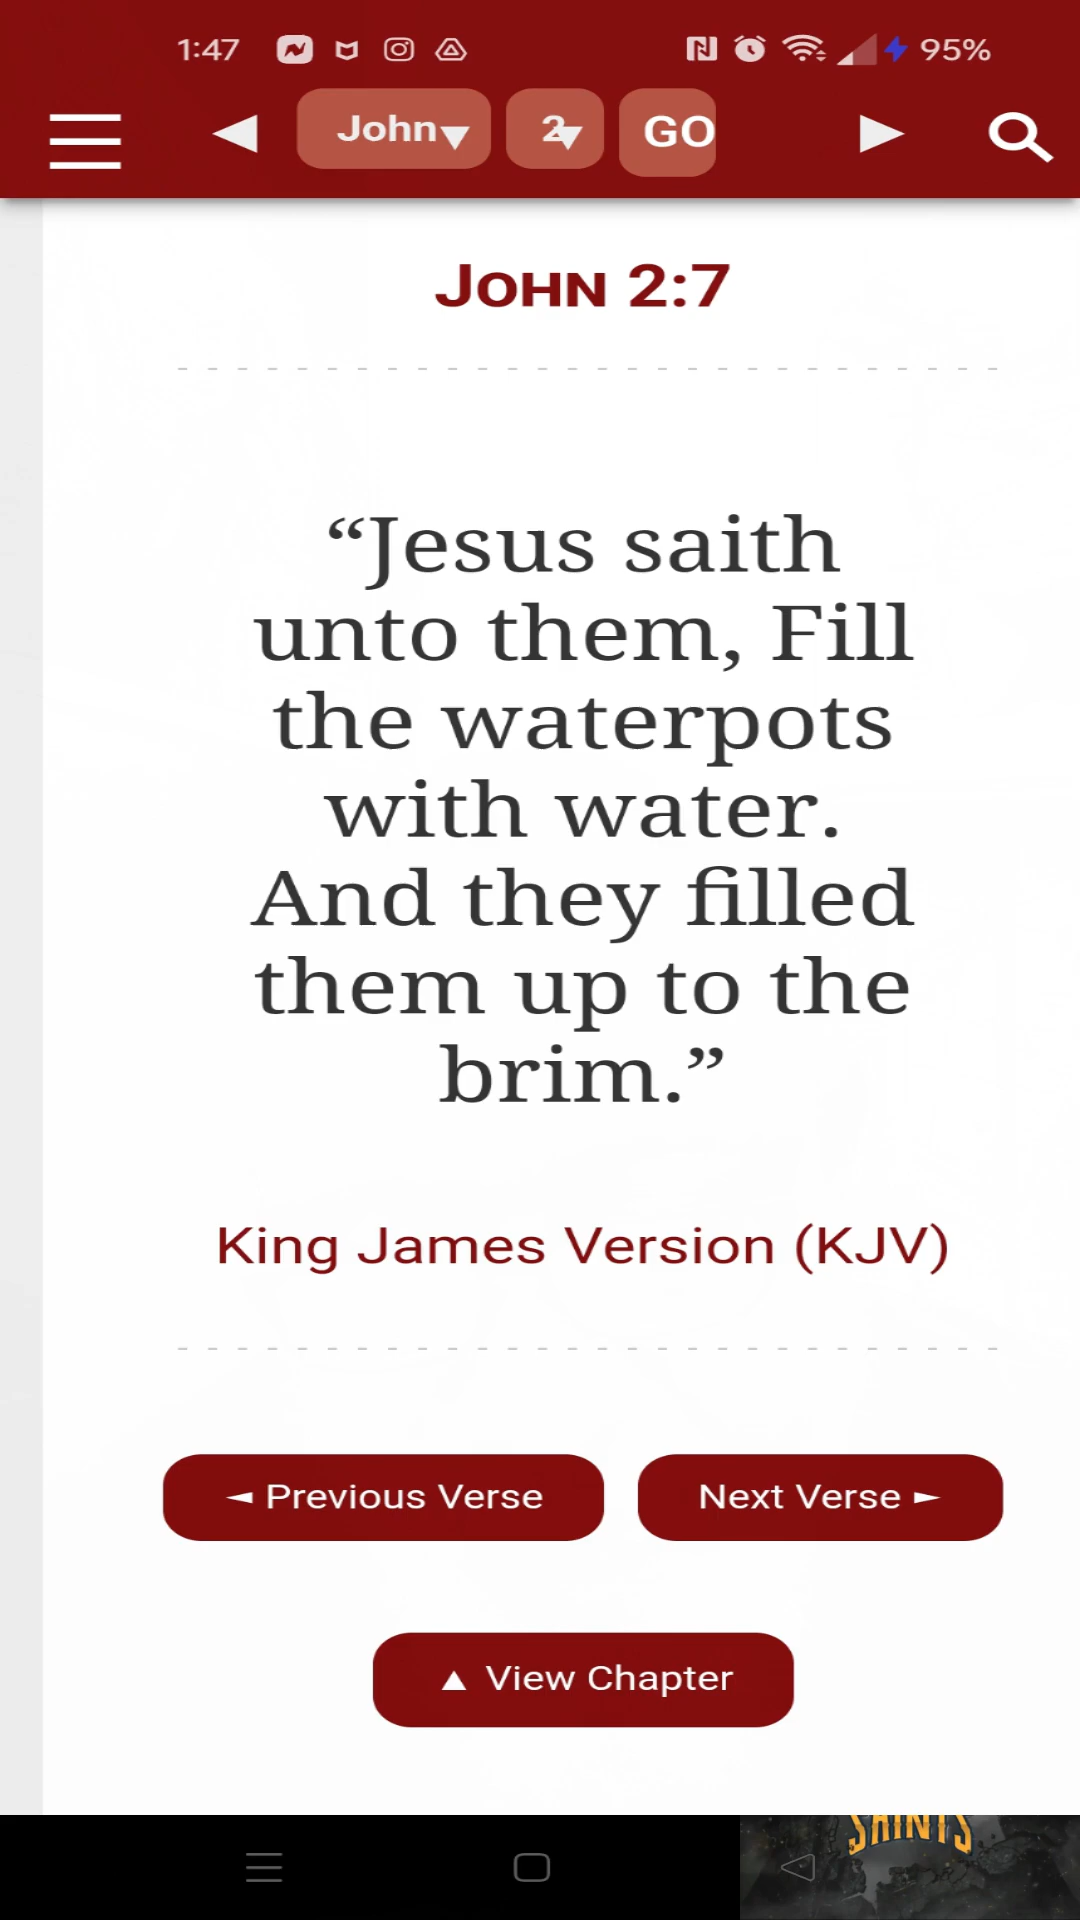 1:47 95%
John 2 GO
JOHN 2:7
“Jesus saith
unto them, Fill
the waterpots
with water.
And they filled
them up to the
brim.”
King James Version (KJV)
◄ Previous Verse Next Verse ►
▲ View Chapter
SAINTS